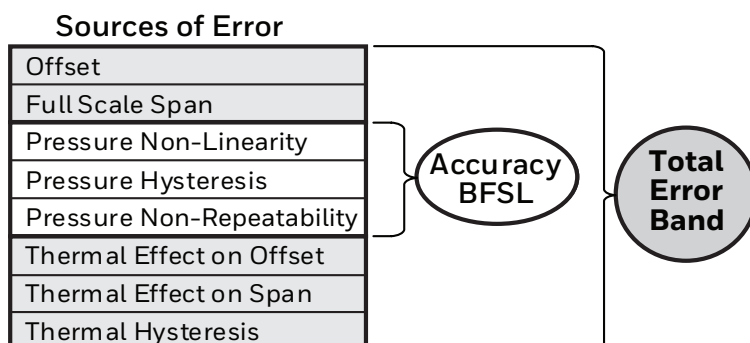 Sources of Error
Offset
Full Scale Span
Pressure Non-Linearity
Pressure Hysteresis
Pressure Non-Repeatability
Thermal Effect on Offset
Thermal Effect on Span
Thermal Hysteresis
Accuracy
BFSL
Total
Error
Band